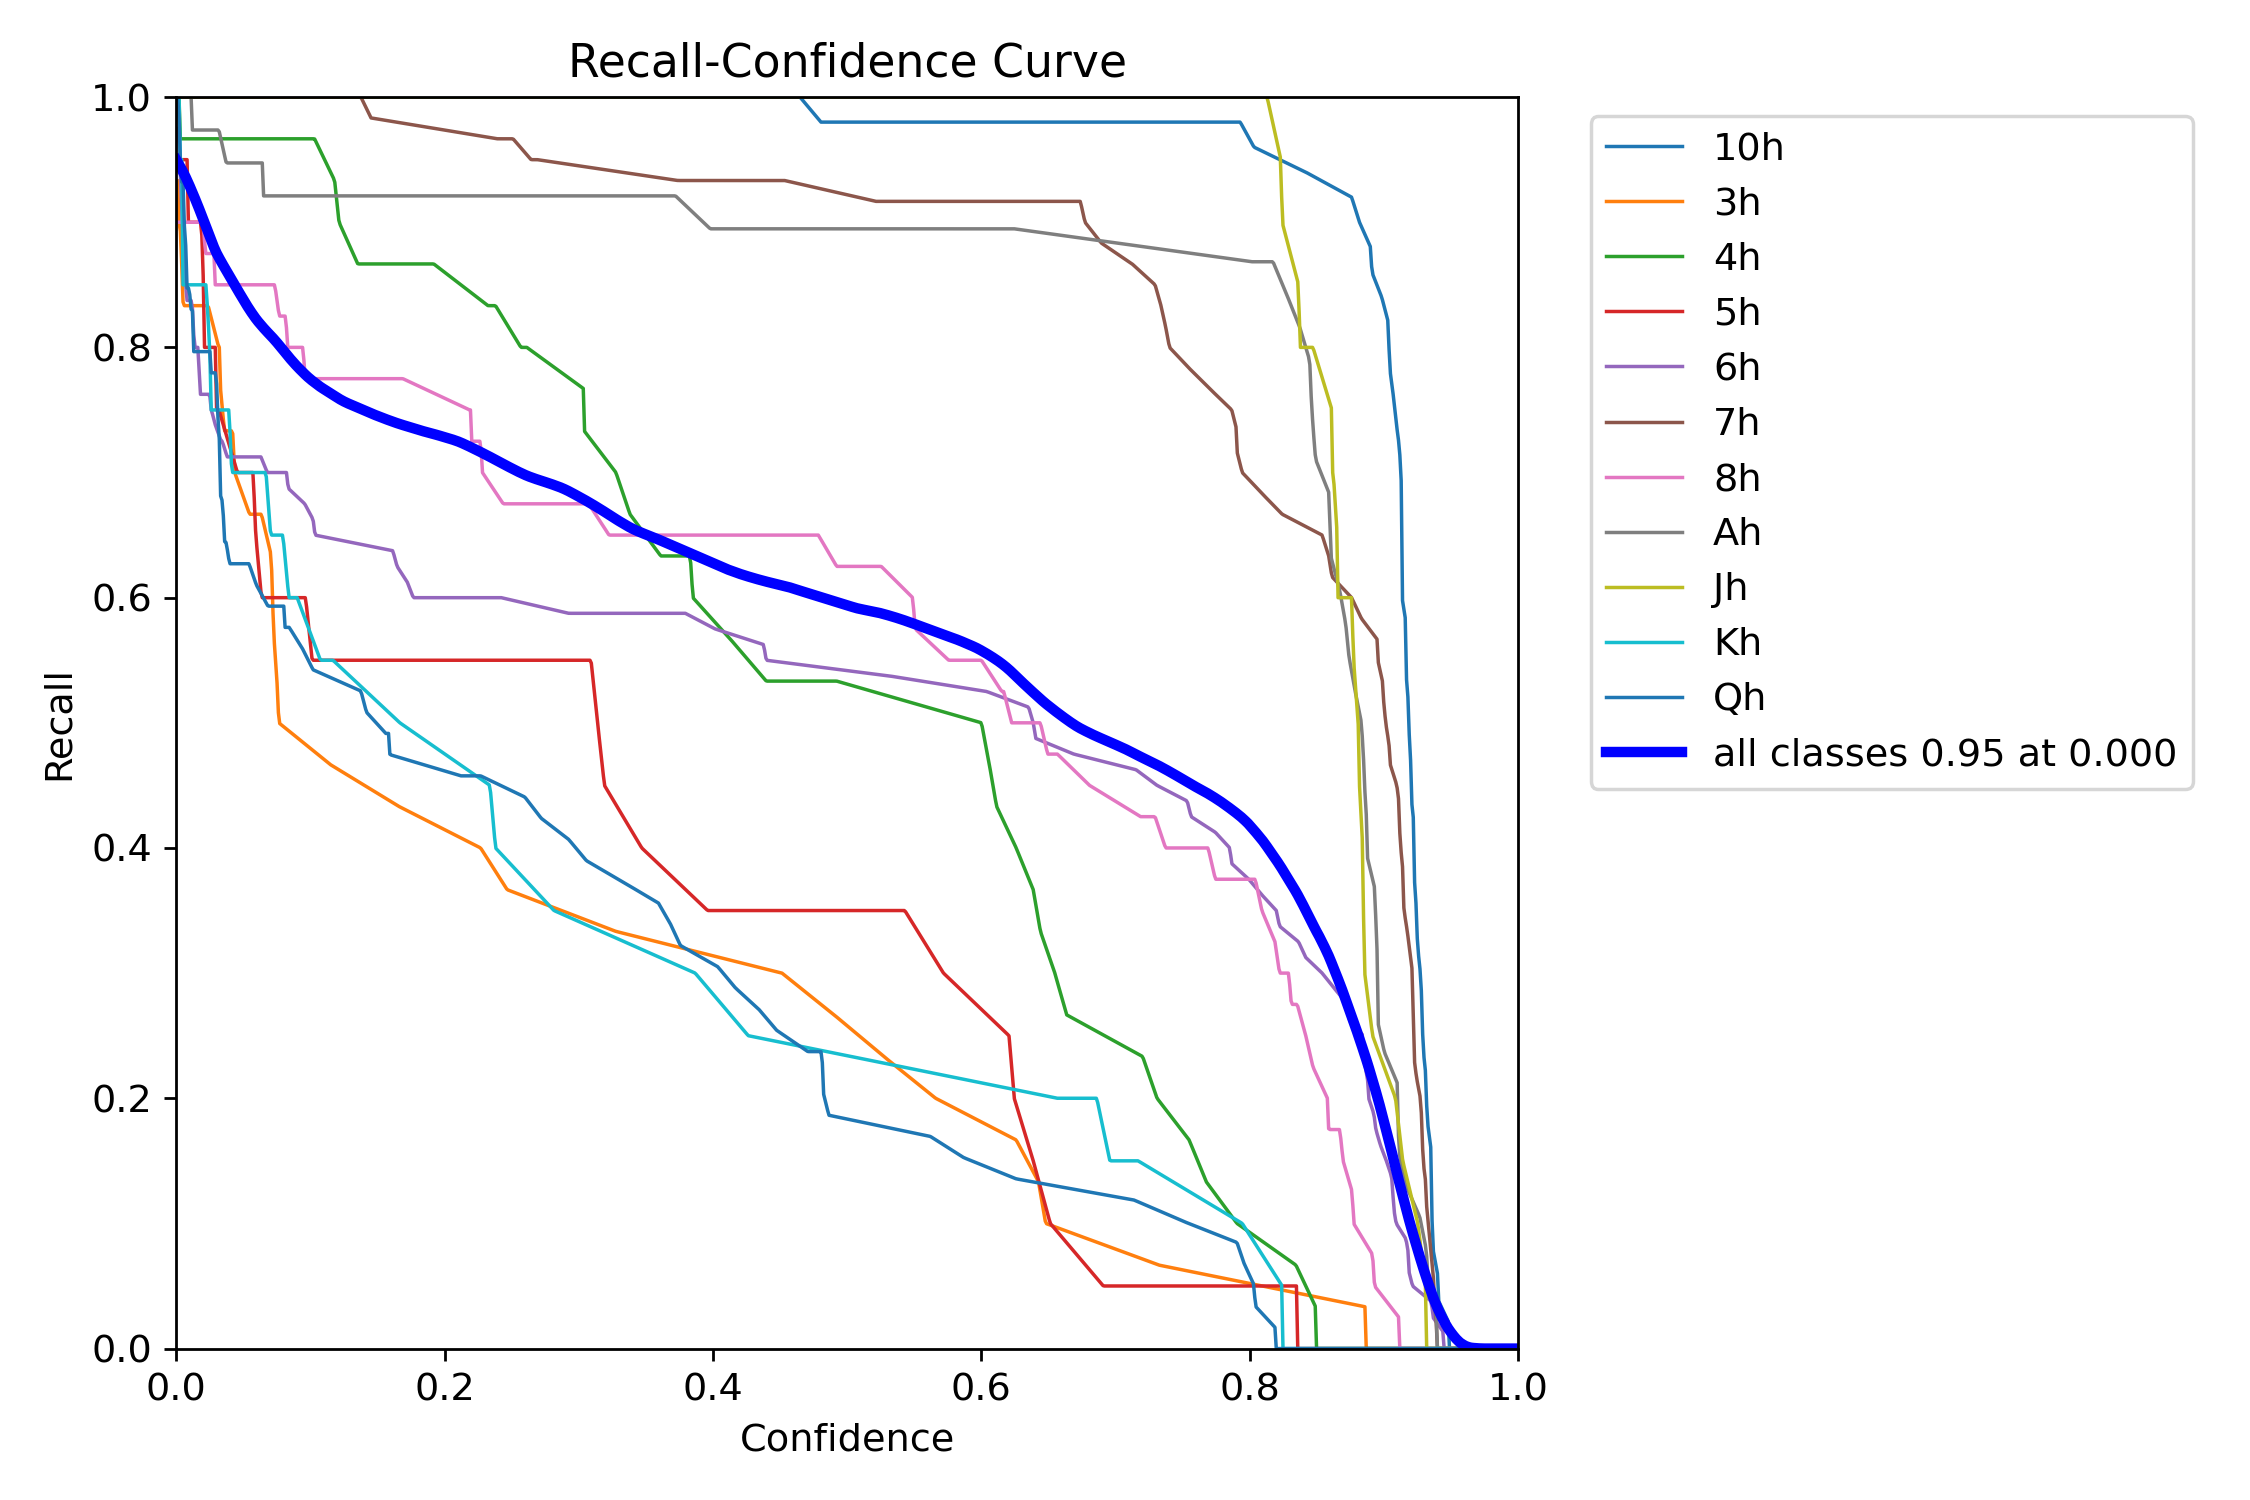 Recall-Confidence Curve
1.0
0.8
0.6
0.4
0.2
0.0
Recall
0.0 0.2 0.4 0.6 0.8 1.0
Confidence
10h
3h
4h
5h
6h
7h
8h
Ah
Jh
Kh
Qh
all classes 0.95 at 0.000